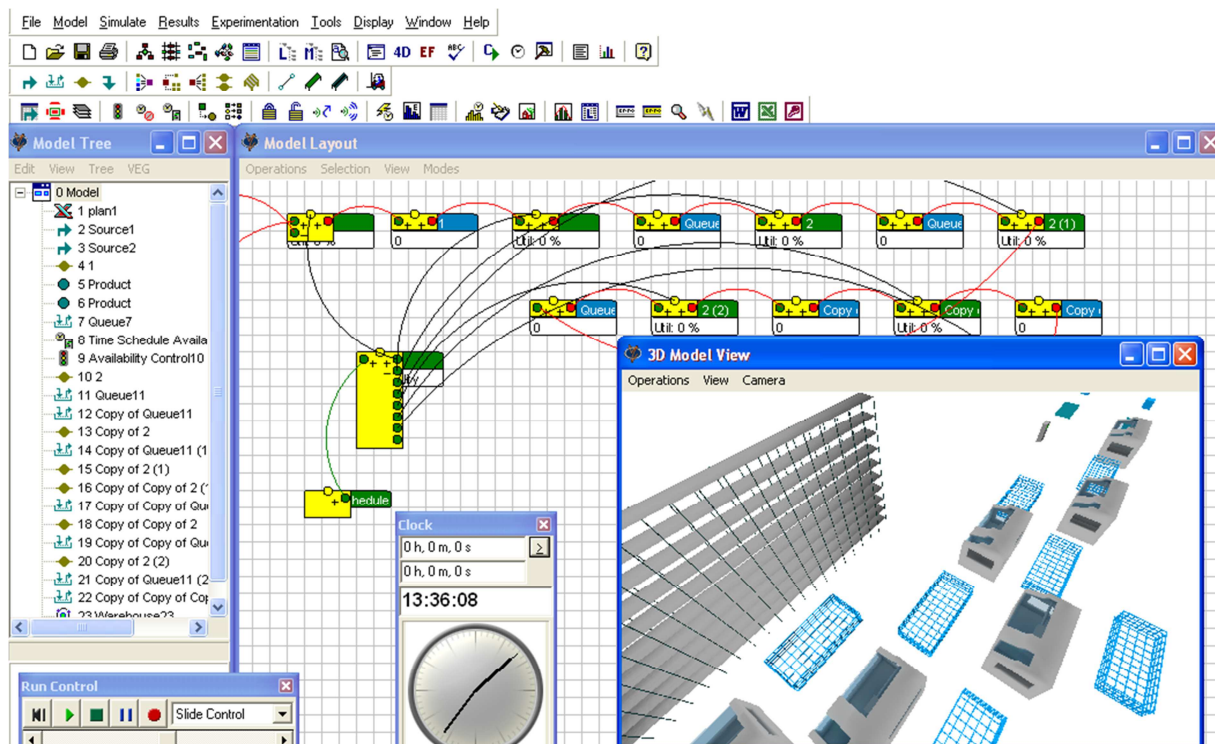 File Model Simulate Results Experimentation Tools Display Window Help
4D EF ABC
Model Tree
Edit View Tree VEG
0 Model
1 plan1
2 Source1
3 Source2
4 1
5 Product
6 Product
7 Queue7
8 Time Schedule Availa
9 Availability Control10
10 2
11 Queue11
12 Copy of Queue11
13 Copy of 2
14 Copy of Queue11 (1
15 Copy of 2 (1)
16 Copy of Copy of 2 (
17 Copy of Copy of Que
18 Copy of Copy of 2
19 Copy of Copy of Que
20 Copy of 2 (2)
21 Copy of Queue11 (2
22 Copy of Copy of Cop
23 Warehouse23
Model Layout
Operations Selection View Modes
1 Queue 2 Queue 2 (1)
Util: 0 % 0 Util: 0 % 0 Util: 0 % 0 Util: 0 %
Queue 2 (2) Copy Copy Copy
0 Util: 0 % 0 Util: 0 % 0
hedule
Clock
0 h, 0 m, 0 s
0 h, 0 m, 0 s
13:36:08
3D Model View
Operations View Camera
Run Control
Slide Control